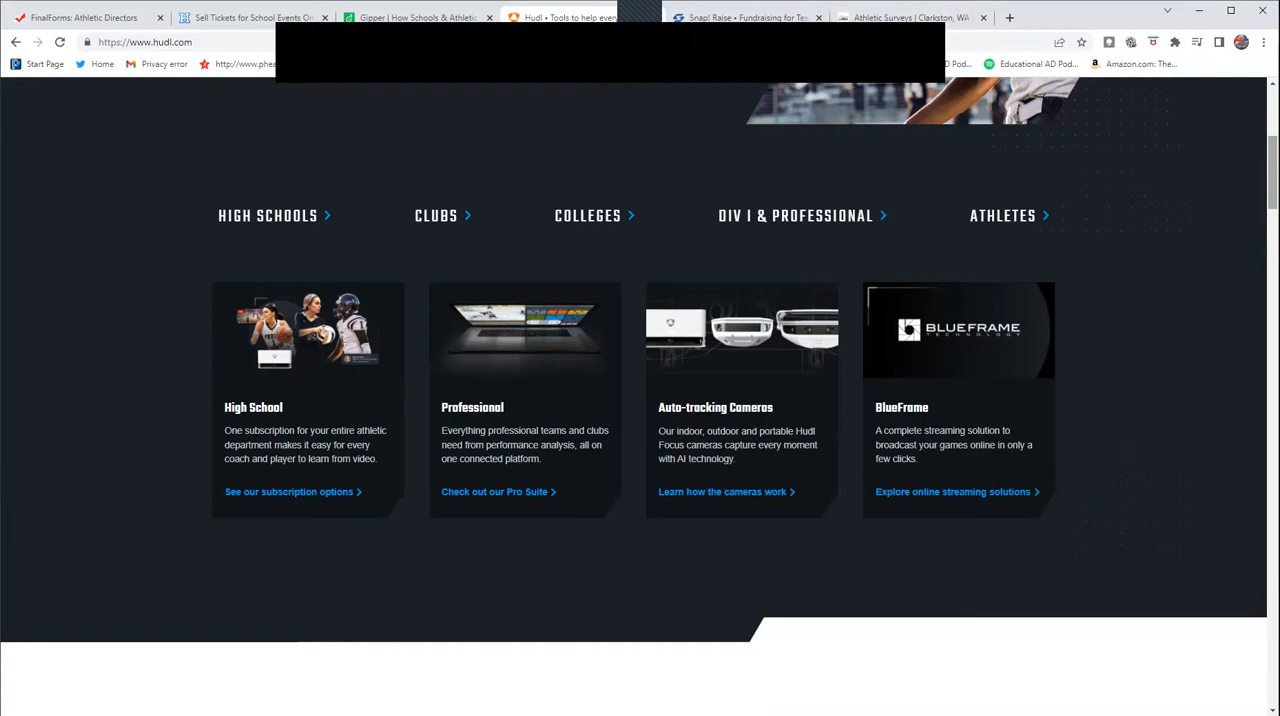 FinalForms: Athletic Directors
Sell Tickets for School Events On
Gipper | How Schools & Athletic
Hudl • Tools to help every
Snap! Raise • Fundraising for Tea
Athletic Surveys | Clarkston, WA
https://www.hudl.com
Start Page
Home
Privacy error
http://www.phea
D Pod...
Educational AD Pod...
Amazon.com: The...
HIGH SCHOOLS
CLUBS
COLLEGES
DIV I & PROFESSIONAL
ATHLETES
High School
One subscription for your entire athletic
department makes it easy for every
coach and player to learn from video.
See our subscription options
Professional
Everything professional teams and clubs
need from performance analysis, all on
one connected platform.
Check out our Pro Suite
Auto-tracking Cameras
Our indoor, outdoor and portable Hudl
Focus cameras capture every moment
with AI technology.
Learn how the cameras work
BLUEFRAME
TECHNOLOGY
BlueFrame
A complete streaming solution to
broadcast your games online in only a
few clicks.
Explore online streaming solutions